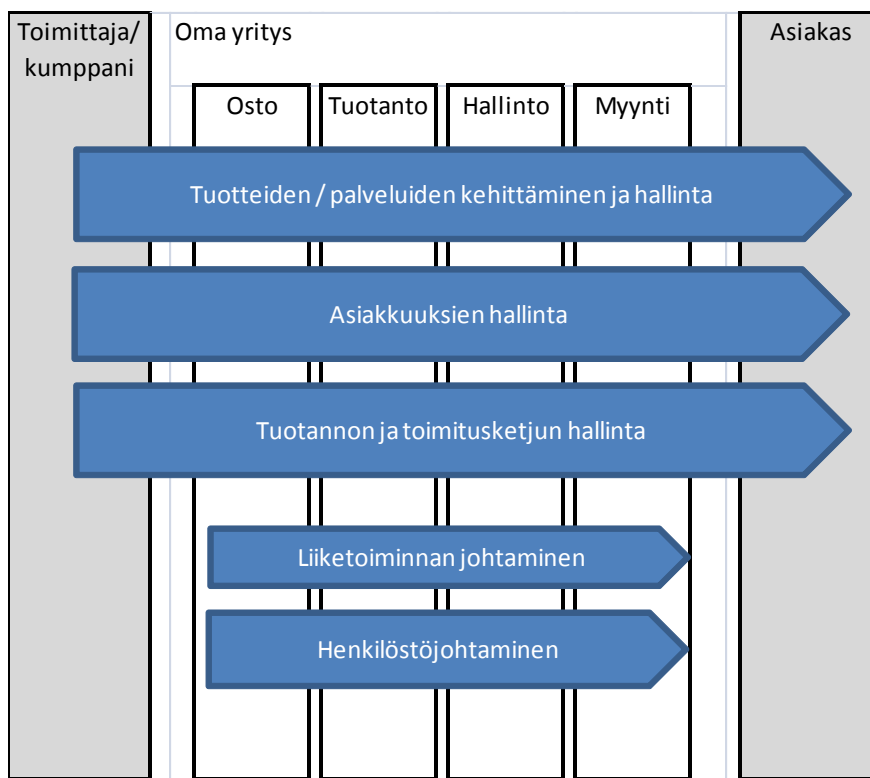 Toimittaja/
kumppani
Oma yritys
Asiakas
Osto
Tuotanto
Hallinto
Myynti
Tuotteiden / palveluiden kehittäminen ja hallinta
Asiakkuuksien hallinta
Tuotannon ja toimitusketjun hallinta
Liiketoiminnan johtaminen
Henkilöstöjohtaminen